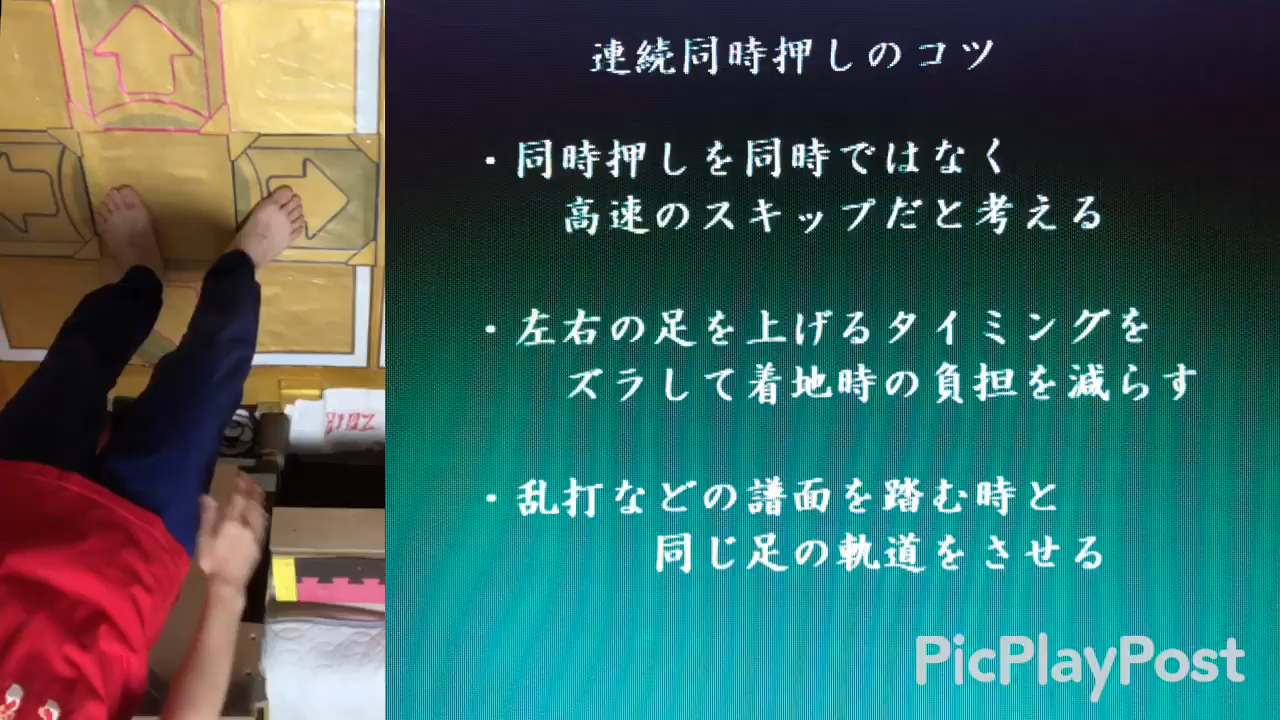 連続同時押しのコツ
・同時押しを同時ではなく
高速のスキップだと考える
・左右の足を上げるタイミングを
ズラして着地時の負担を減らす
・乱打などの譜面を踏む時と
同じ足の軌道をさせる
PicPlayPost